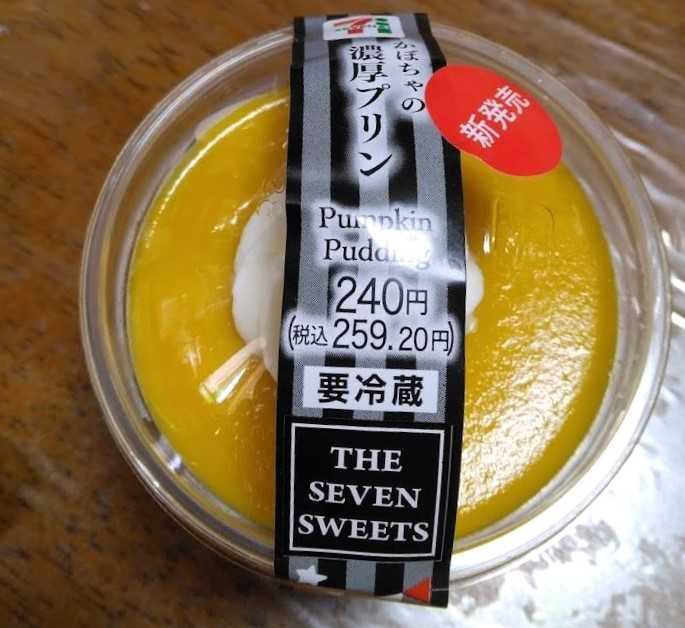 かぼちゃの
濃厚プリン
新発売
Pumpkin
Pudding
240円
(税込259.20円)
要冷蔵
THE
SEVEN
SWEETS